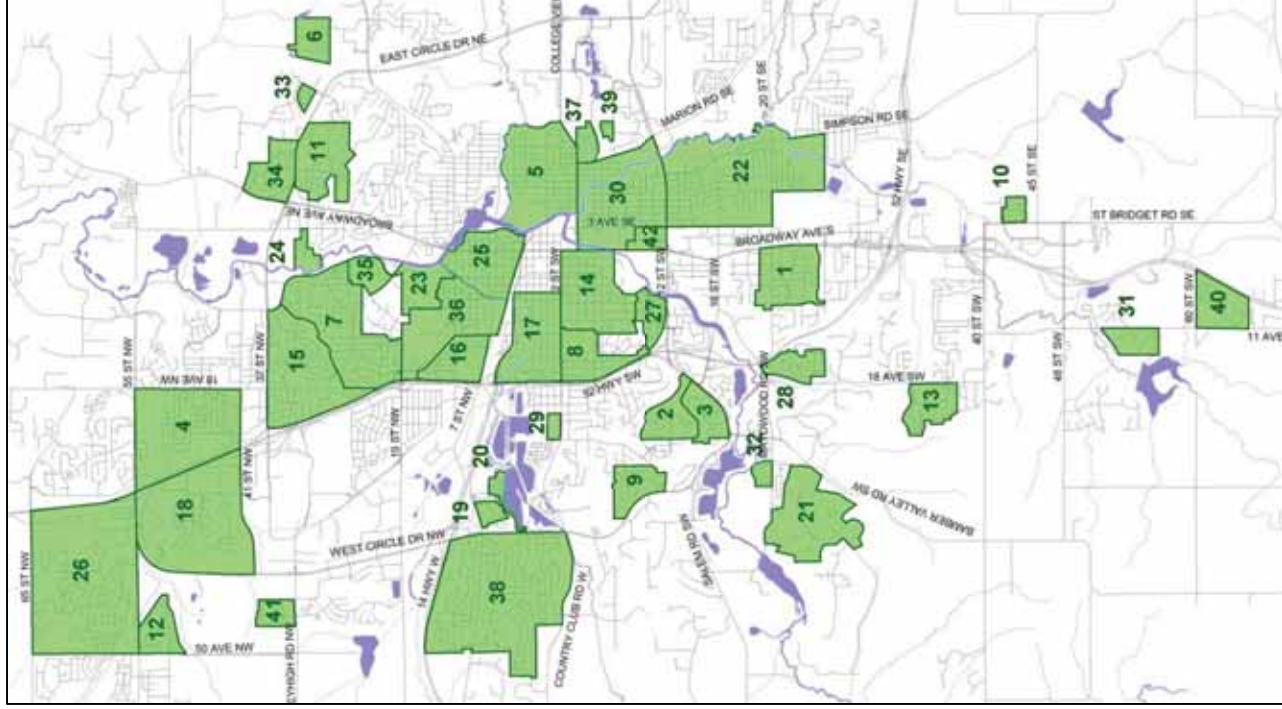 6
33
EAST CIRCLE DR NE
COLLEGE VIE
37
39
MARION RD SE
20 ST SE
SIMPSON RD SE
34
11
5
30
22
52 HWY SE
10
45 ST SE
BROADWAY AVE NE
3 AVE SE
42
BROADWAY AVE S
ST BRIDGET RD SE
24
35
23
25
2 ST SW
14
12 ST SW
16 ST SW
1
7
36
27
17
31
40
60 ST SW
11 AVE
55 ST NW
37 ST NW
15
16
8
40 ST SW
48 ST SW
18 AVE NW
52 HWY SW
28
18 AVE SW
13
4
19 ST NW
7 ST NW
29
2
3
32
41 ST NW
20
9
21
BAMBER VALLEY RD SW
18
19
WEST CIRCLE DR NW
SALEM RD SW
65 ST NW
26
14 HWY W
38
12
41
50 AVE NW
COUNTRY CLUB RD W